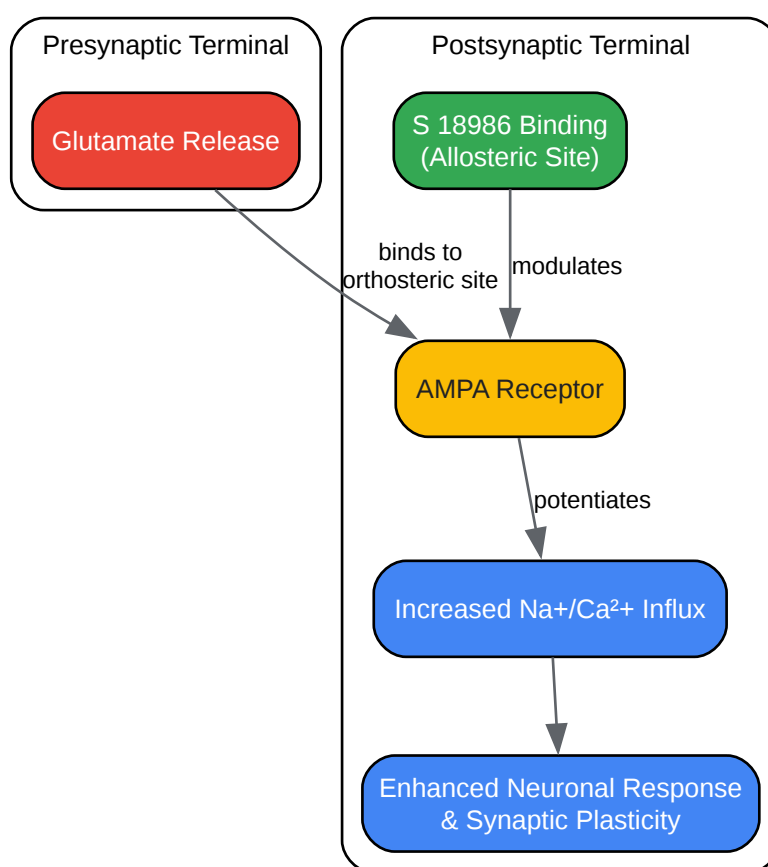 Presynaptic Terminal
Postsynaptic Terminal
Glutamate Release
S 18986 Binding
(Allosteric Site)
binds to
orthosteric site
modulates
AMPA Receptor
potentiates
Increased Na+/Ca²+ Influx
Enhanced Neuronal Response
& Synaptic Plasticity